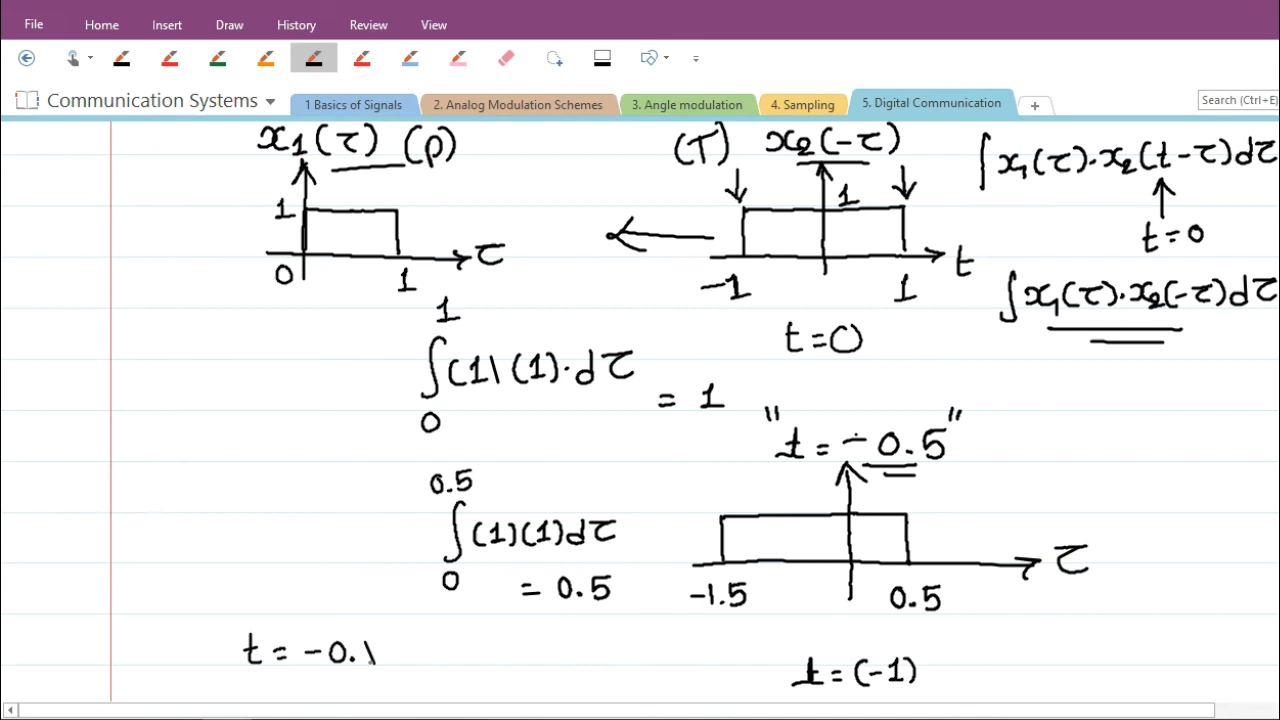 File Home Insert Draw History Review View
Communication Systems 1 Basics of Signals 2. Analog Modulation Schemes 3. Angle modulation 4. Sampling 5. Digital Communication + Search (Ctrl+E)
x1(τ) (P)
1
0 1 τ
(T) x2(-τ)
1
-1 1 t
t=0
∫x1(τ).x2(t-τ)dτ
t=0
∫x1(τ).x2(-τ)dτ
1
∫(1)(1).dτ = 1
0
"t = -0.5"
0.5
∫(1)(1)dτ
0 = 0.5
-1.5 0.5 τ
t = -0.\
t = (-1)